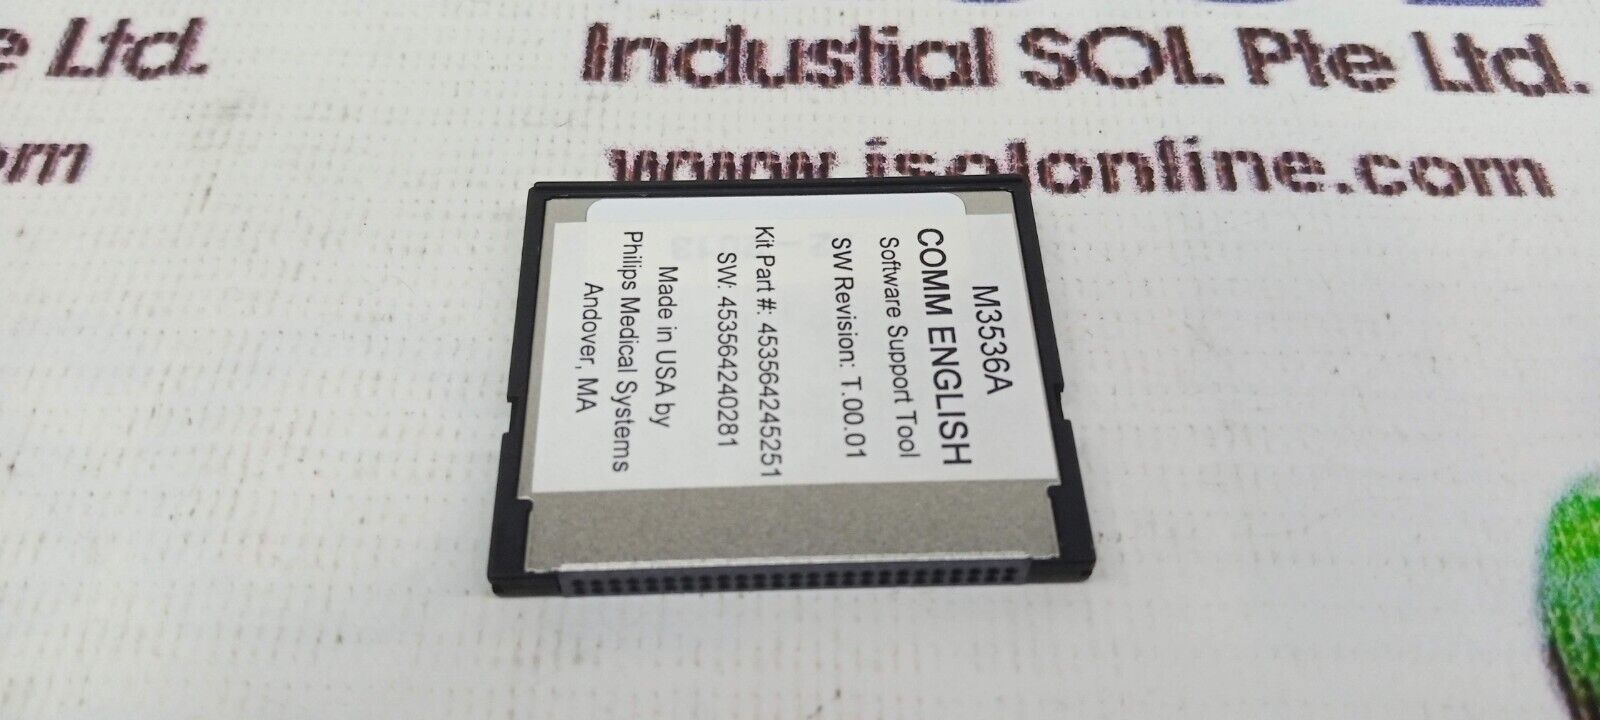 e Ltd.
Industial SOL Pte Ltd.
om
www.isolonline.com
M3536A
COMM ENGLISH
Software Support Tool
SW Revision: T.00.01
Kit Part #: 453564245251
SW: 453564240281
Made in USA by
Philips Medical Systems
Andover, MA